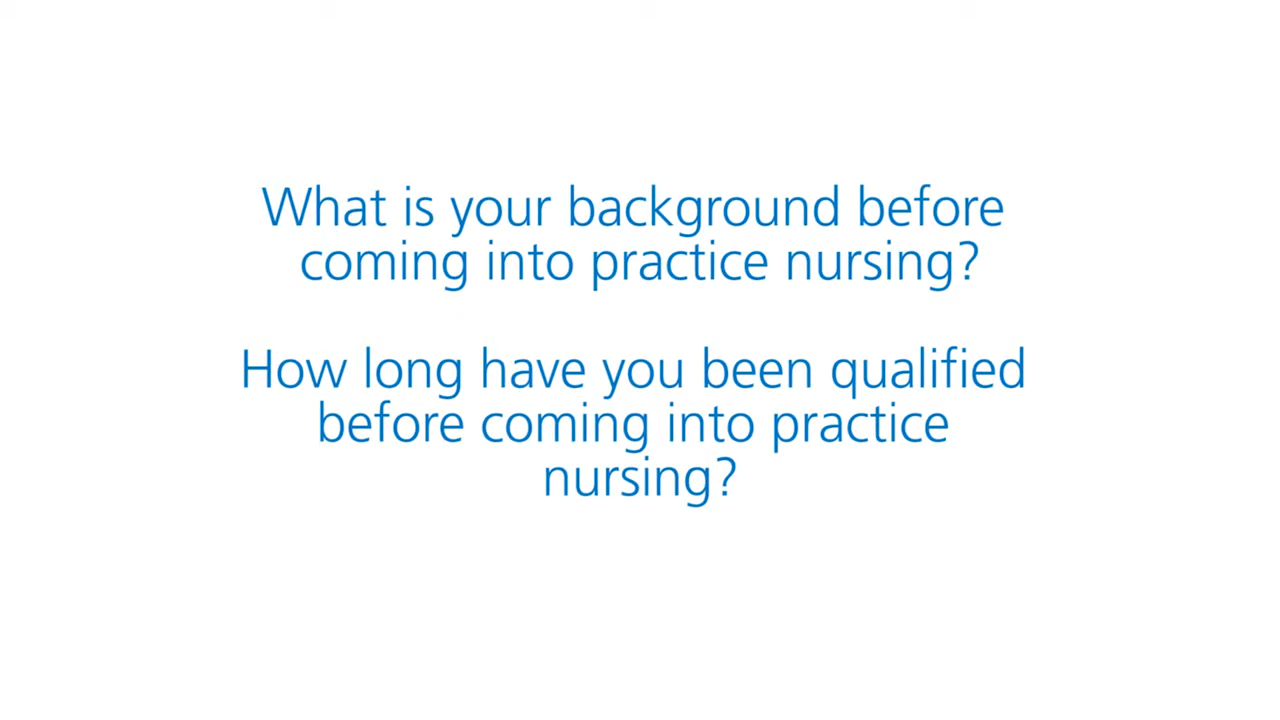 What is your background before
coming into practice nursing?
How long have you been qualified
before coming into practice
nursing?